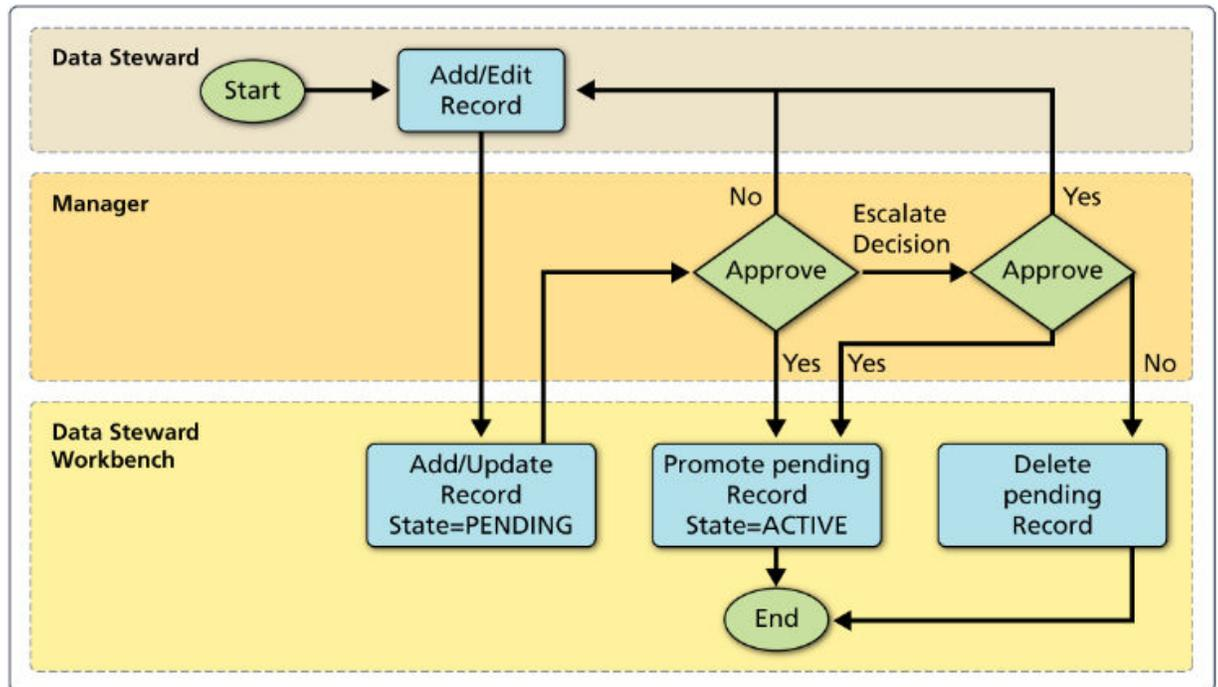 Data Steward
Start
Add/Edit
Record
Manager
No
Escalate
Decision
Yes
Approve
Approve
Yes
Yes
No
Data Steward
Workbench
Add/Update
Record
State=PENDING
Promote pending
Record
State=ACTIVE
Delete
pending
Record
End